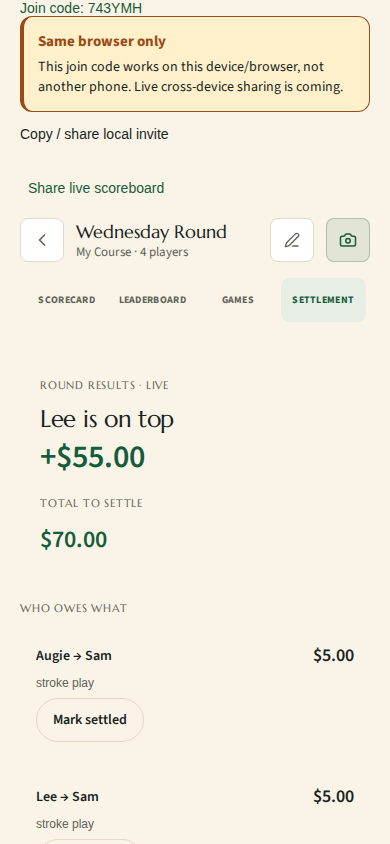 Join code: 743YMH
Same browser only
This join code works on this device/browser, not
another phone. Live cross-device sharing is coming.
Copy / share local invite
Share live scoreboard
Wednesday Round
My Course · 4 players
SCORECARD LEADERBOARD GAMES SETTLEMENT
ROUND RESULTS · LIVE
Lee is on top
+$55.00
TOTAL TO SETTLE
$70.00
WHO OWES WHAT
Augie → Sam $5.00
stroke play
Mark settled
Lee → Sam $5.00
stroke play